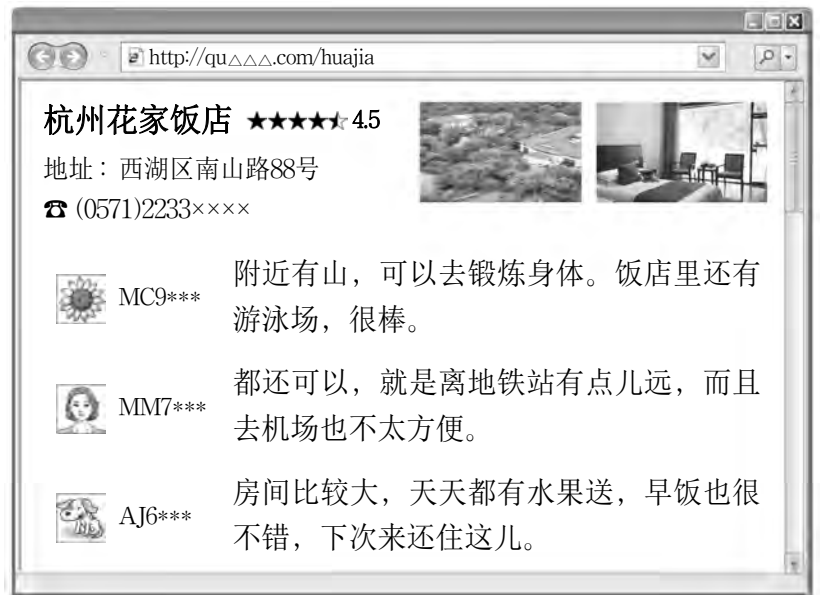 http://qu△△△.com/huajia
杭州花家饭店 ★★★★⯪ 4.5
地址：西湖区南山路88号
☎ (0571)2233××××
MC9***
附近有山，可以去锻炼身体。饭店里还有
游泳场，很棒。
MM7***
都还可以，就是离地铁站有点儿远，而且
去机场也不太方便。
AJ6***
房间比较大，天天都有水果送，早饭也很
不错，下次来还住这儿。